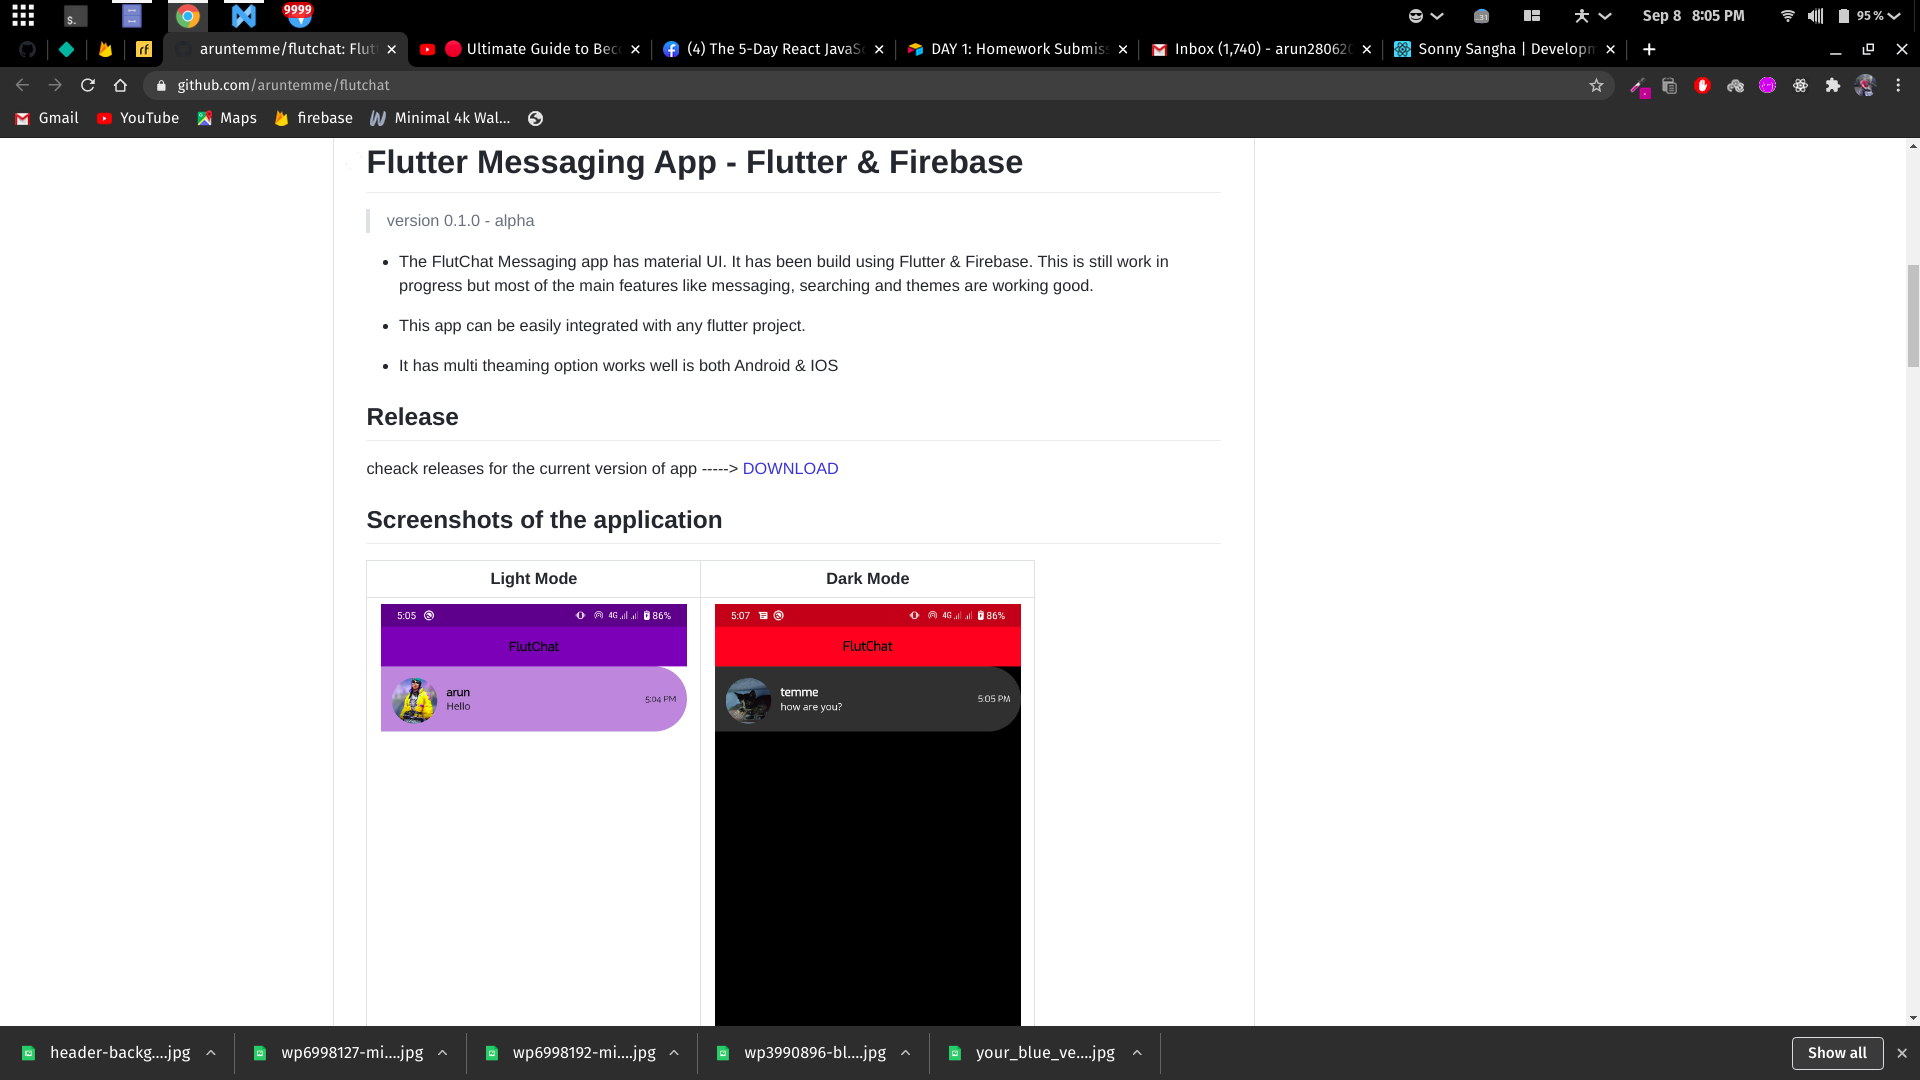 9999
Sep 8 8:05 PM
95%
aruntemme/flutchat: Flut
Ultimate Guide to Bec
(4) The 5-Day React JavaSc
DAY 1: Homework Submiss
Inbox (1,740) - arun28062
Sonny Sangha | Developm
github.com/aruntemme/flutchat
Gmail
YouTube
Maps
firebase
Minimal 4k Wal...
Flutter Messaging App - Flutter & Firebase
version 0.1.0 - alpha
The FlutChat Messaging app has material UI. It has been build using Flutter & Firebase. This is still work in
progress but most of the main features like messaging, searching and themes are working good.
This app can be easily integrated with any flutter project.
It has multi theaming option works well is both Android & IOS
Release
cheack releases for the current version of app -----> DOWNLOAD
Screenshots of the application
Light Mode
Dark Mode
5:05
4G
86%
FlutChat
arun
Hello
5:04 PM
5:07
4G
86%
FlutChat
temme
how are you?
5:05 PM
header-backg....jpg
wp6998127-mi....jpg
wp6998192-mi....jpg
wp3990896-bl....jpg
your_blue_ve....jpg
Show all